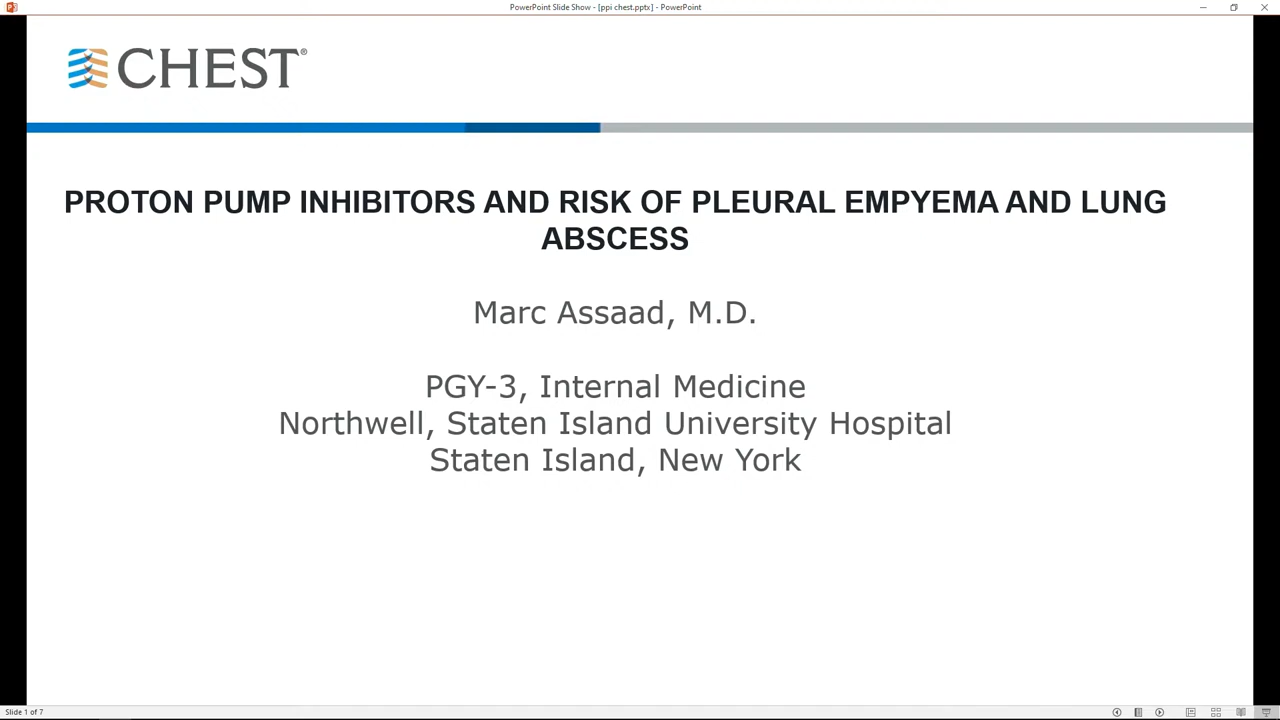 PowerPoint Slide Show - [ppi chest.pptx] - PowerPoint
CHEST®
PROTON PUMP INHIBITORS AND RISK OF PLEURAL EMPYEMA AND LUNG
ABSCESS
Marc Assaad, M.D.
PGY-3, Internal Medicine
Northwell, Staten Island University Hospital
Staten Island, New York
Slide 1 of 7